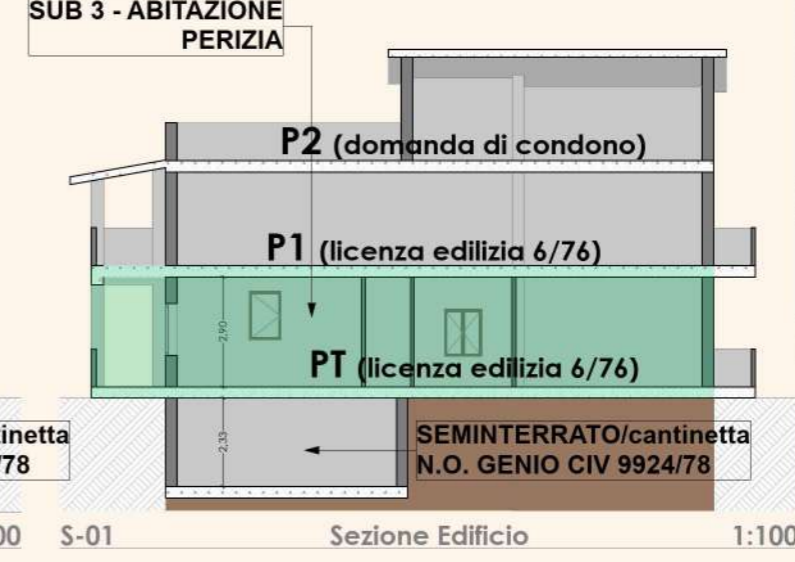 SUB 3 - ABITAZIONE
PERIZIA
P2 (domanda di condono)
P1 (licenza edilizia 6/76)
2,90
PT (licenza edilizia 6/76)
tinetta
/78
2,33
SEMINTERRATO/cantinetta
N.O. GENIO CIV 9924/78
00
S-01 Sezione Edificio 1:100